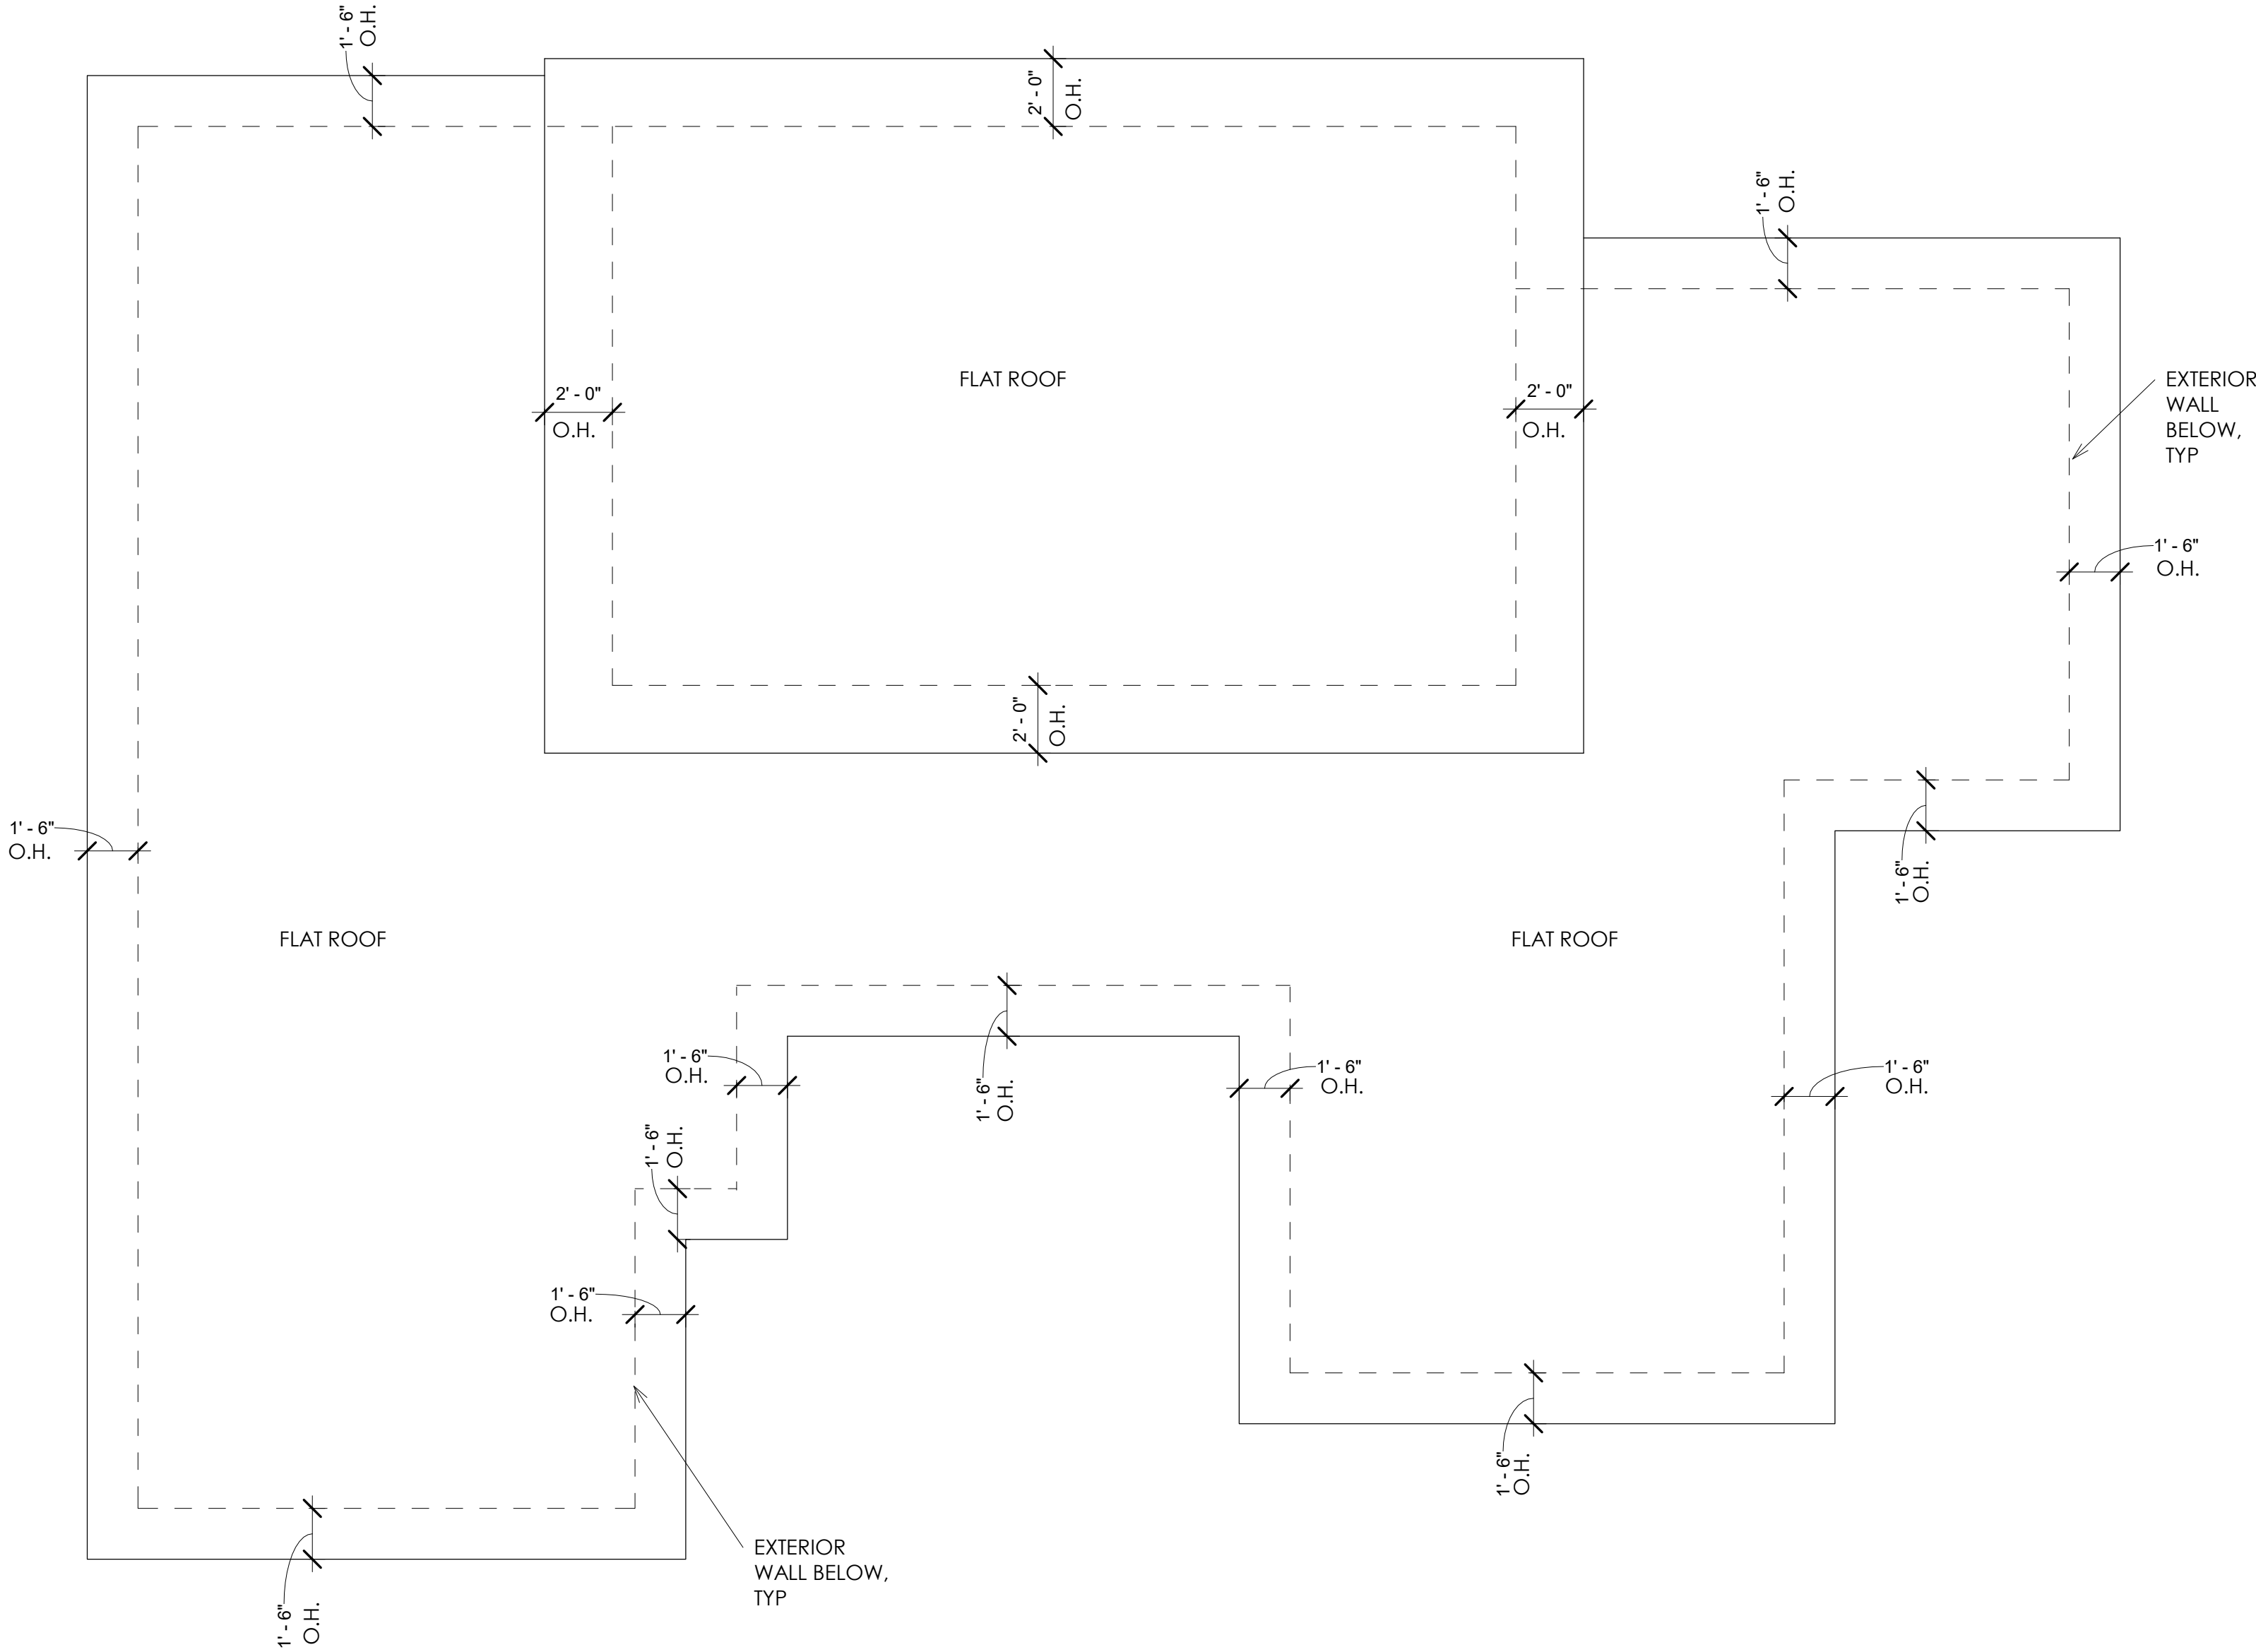 1' - 6"
O.H.
2' - 0"
O.H.
1' - 6"
O.H.
FLAT ROOF
2' - 0"
O.H.
2' - 0"
O.H.
EXTERIOR
WALL
BELOW,
TYP
1' - 6"
O.H.
2' - 0"
O.H.
1' - 6"
O.H.
1' - 6"
O.H.
FLAT ROOF
FLAT ROOF
1' - 6"
O.H.
1' - 6"
O.H.
1' - 6"
O.H.
1' - 6"
O.H.
1' - 6"
O.H.
1' - 6"
O.H.
1' - 6"
O.H.
EXTERIOR
WALL BELOW,
TYP
1' - 6"
O.H.